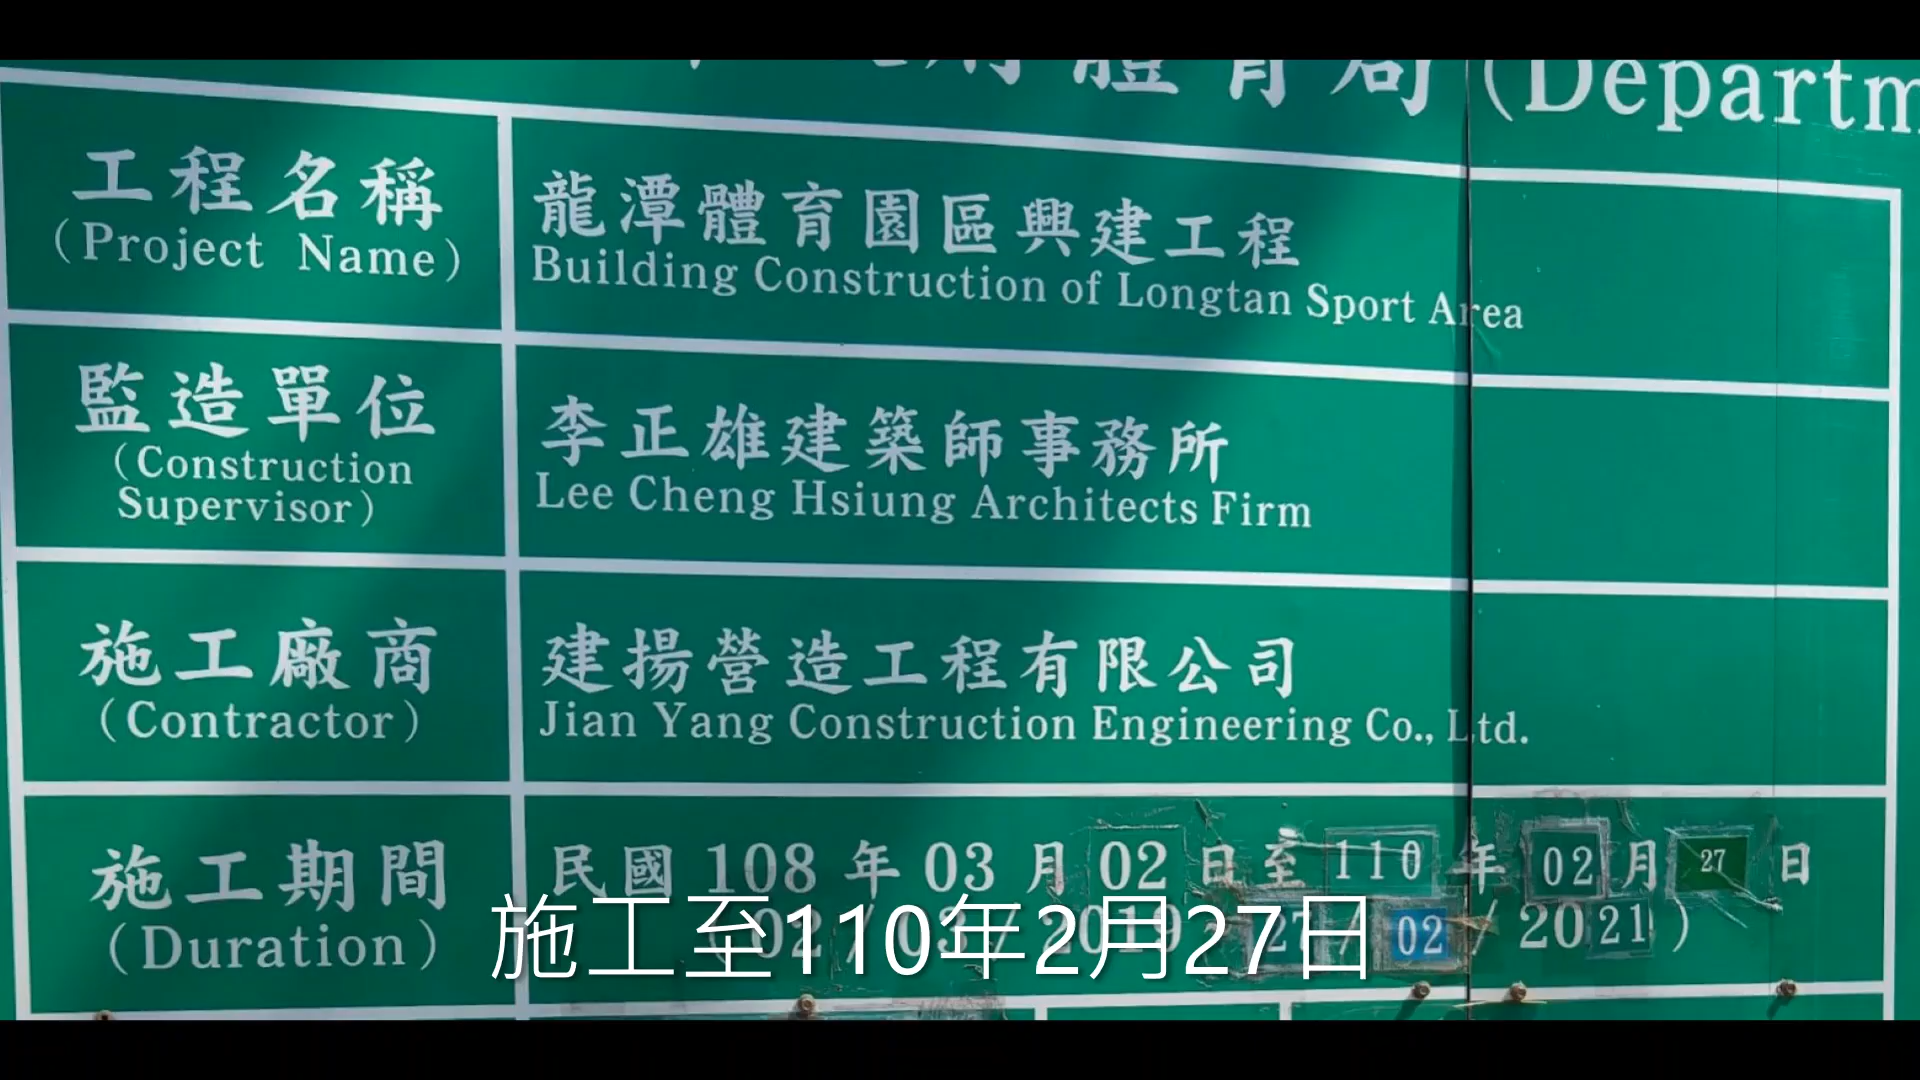 體育局(Departm
工程名稱
(Project Name)
龍潭體育園區興建工程
Building Construction of Longtan Sport Area
監造單位
(Construction
Supervisor)
李正雄建築師事務所
Lee Cheng Hsiung Architects Firm
施工廠商
(Contractor)
建揚營造工程有限公司
Jian Yang Construction Engineering Co., Ltd.
施工期間
(Duration)
民國 108 年 03 月 02 日至 110 年 02 月 27 日
(02 / 03 / 2019 27 / 02 / 2021)
施工至110年2月27日